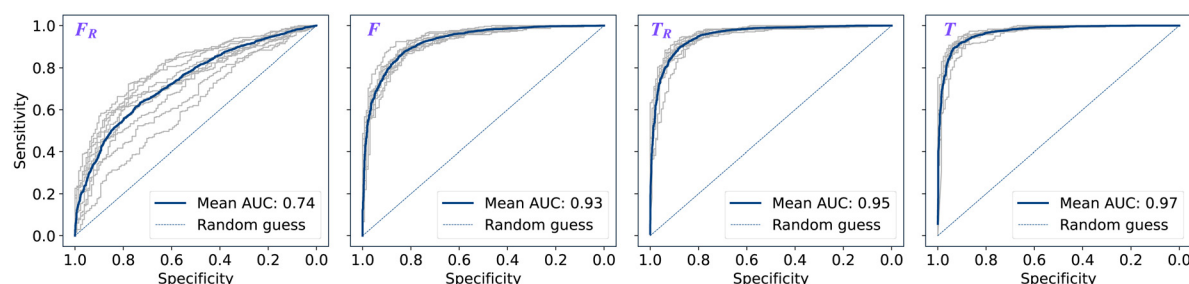 F_R
1.0
0.8
0.6
0.4
0.2
0.0
Sensitivity
Mean AUC: 0.74
Random guess
1.0 0.8 0.6 0.4 0.2 0.0
Specificity
F
Mean AUC: 0.93
Random guess
1.0 0.8 0.6 0.4 0.2 0.0
Specificity
T_R
Mean AUC: 0.95
Random guess
1.0 0.8 0.6 0.4 0.2 0.0
Specificity
T
Mean AUC: 0.97
Random guess
1.0 0.8 0.6 0.4 0.2 0.0
Specificity